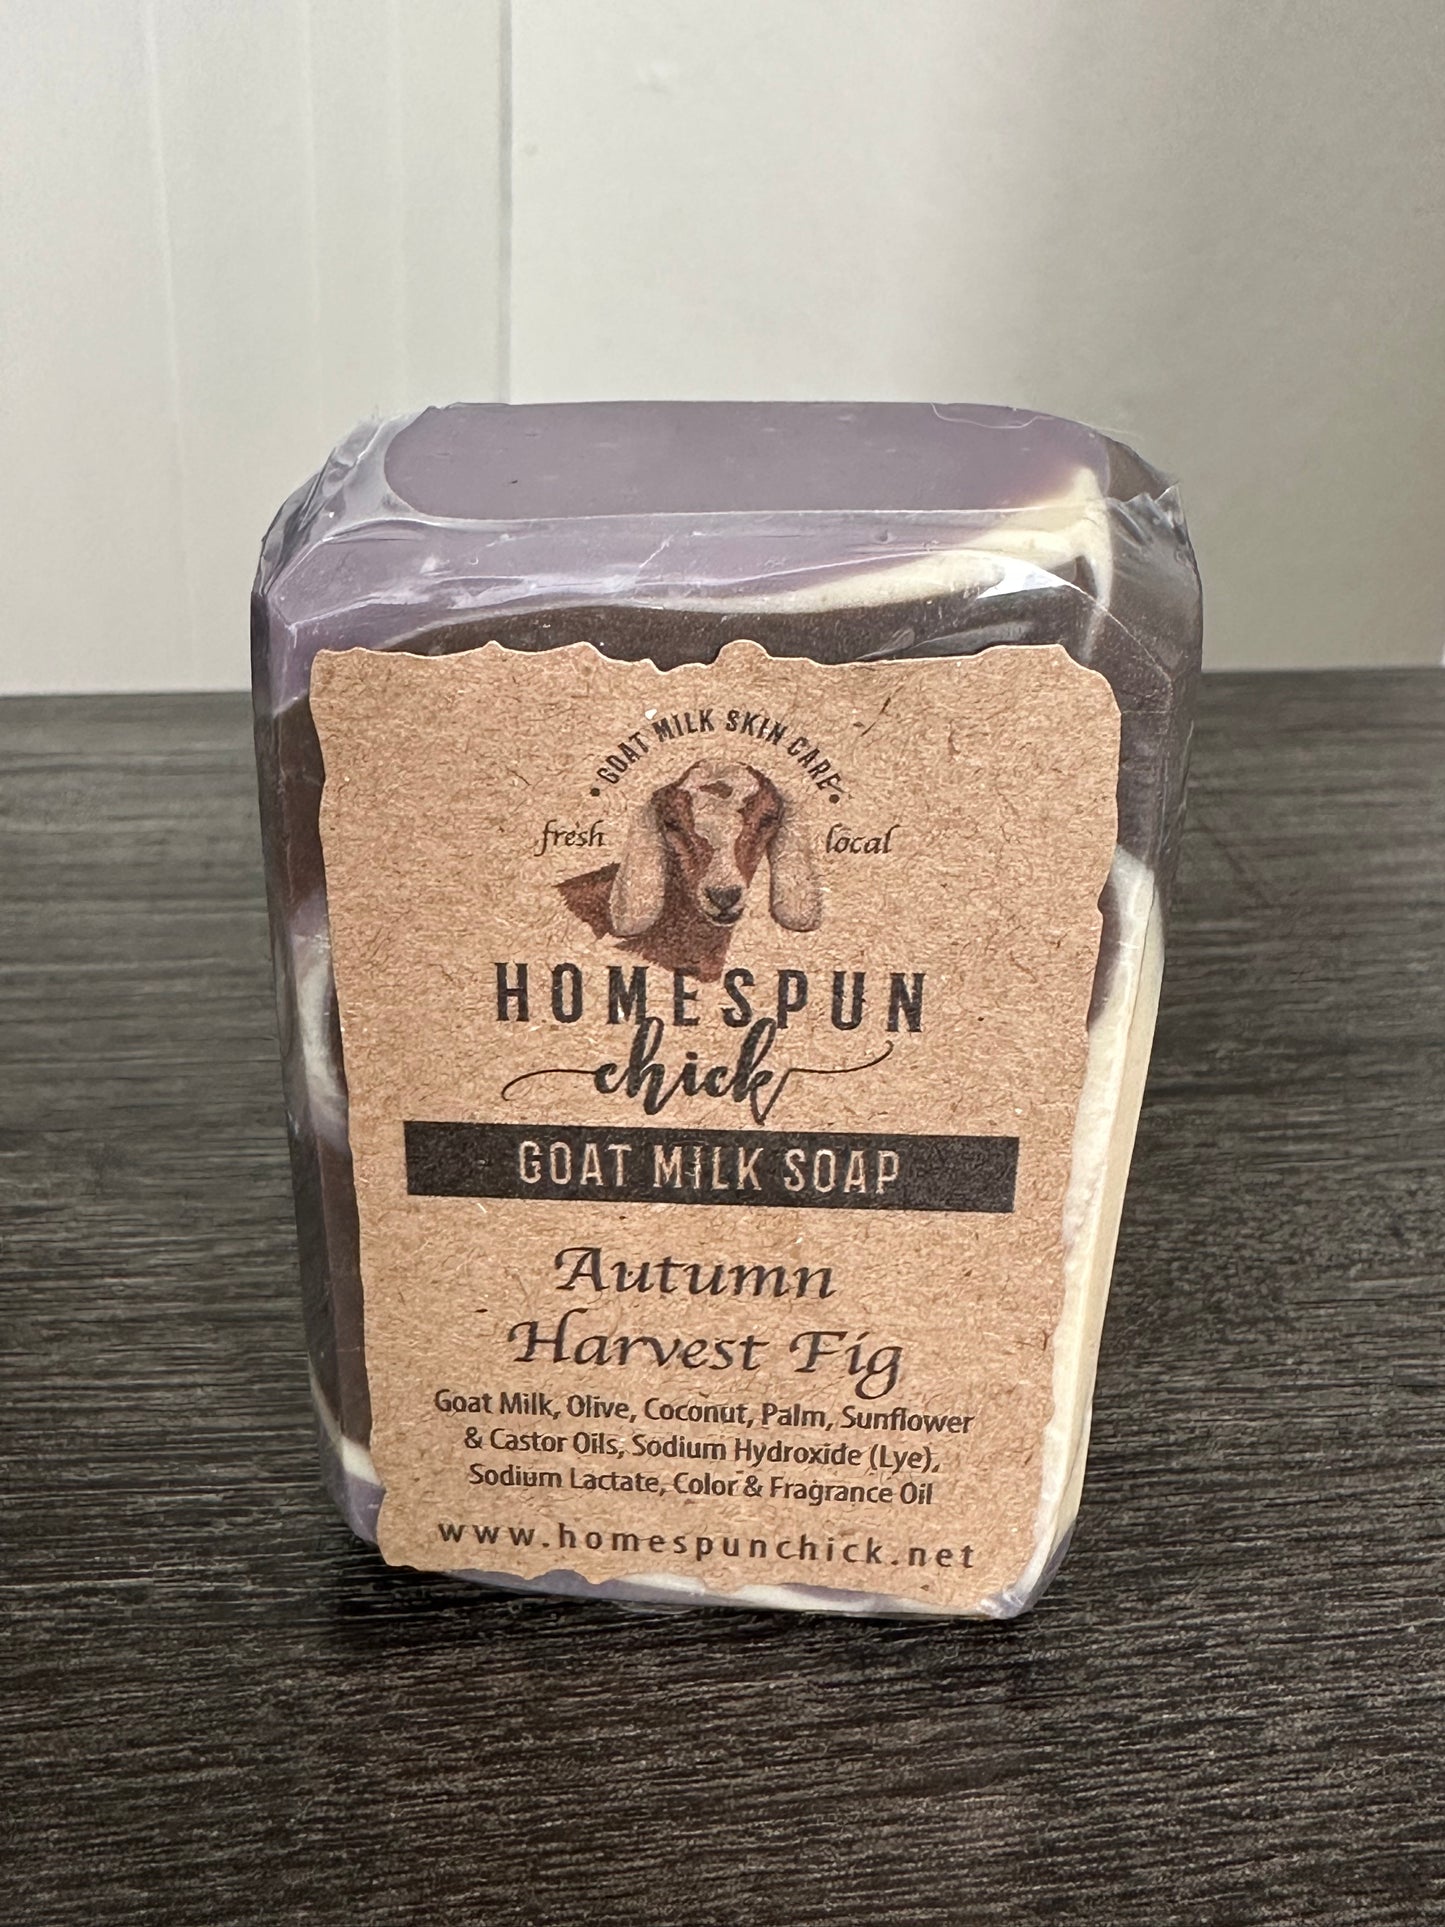 • GOAT MILK SKIN CARE •
fresh local
HOMESPUN
chick
GOAT MILK SOAP
Autumn
Harvest Fig
Goat Milk, Olive, Coconut, Palm, Sunflower
& Castor Oils, Sodium Hydroxide (Lye),
Sodium Lactate, Color & Fragrance Oil
www.homespunchick.net